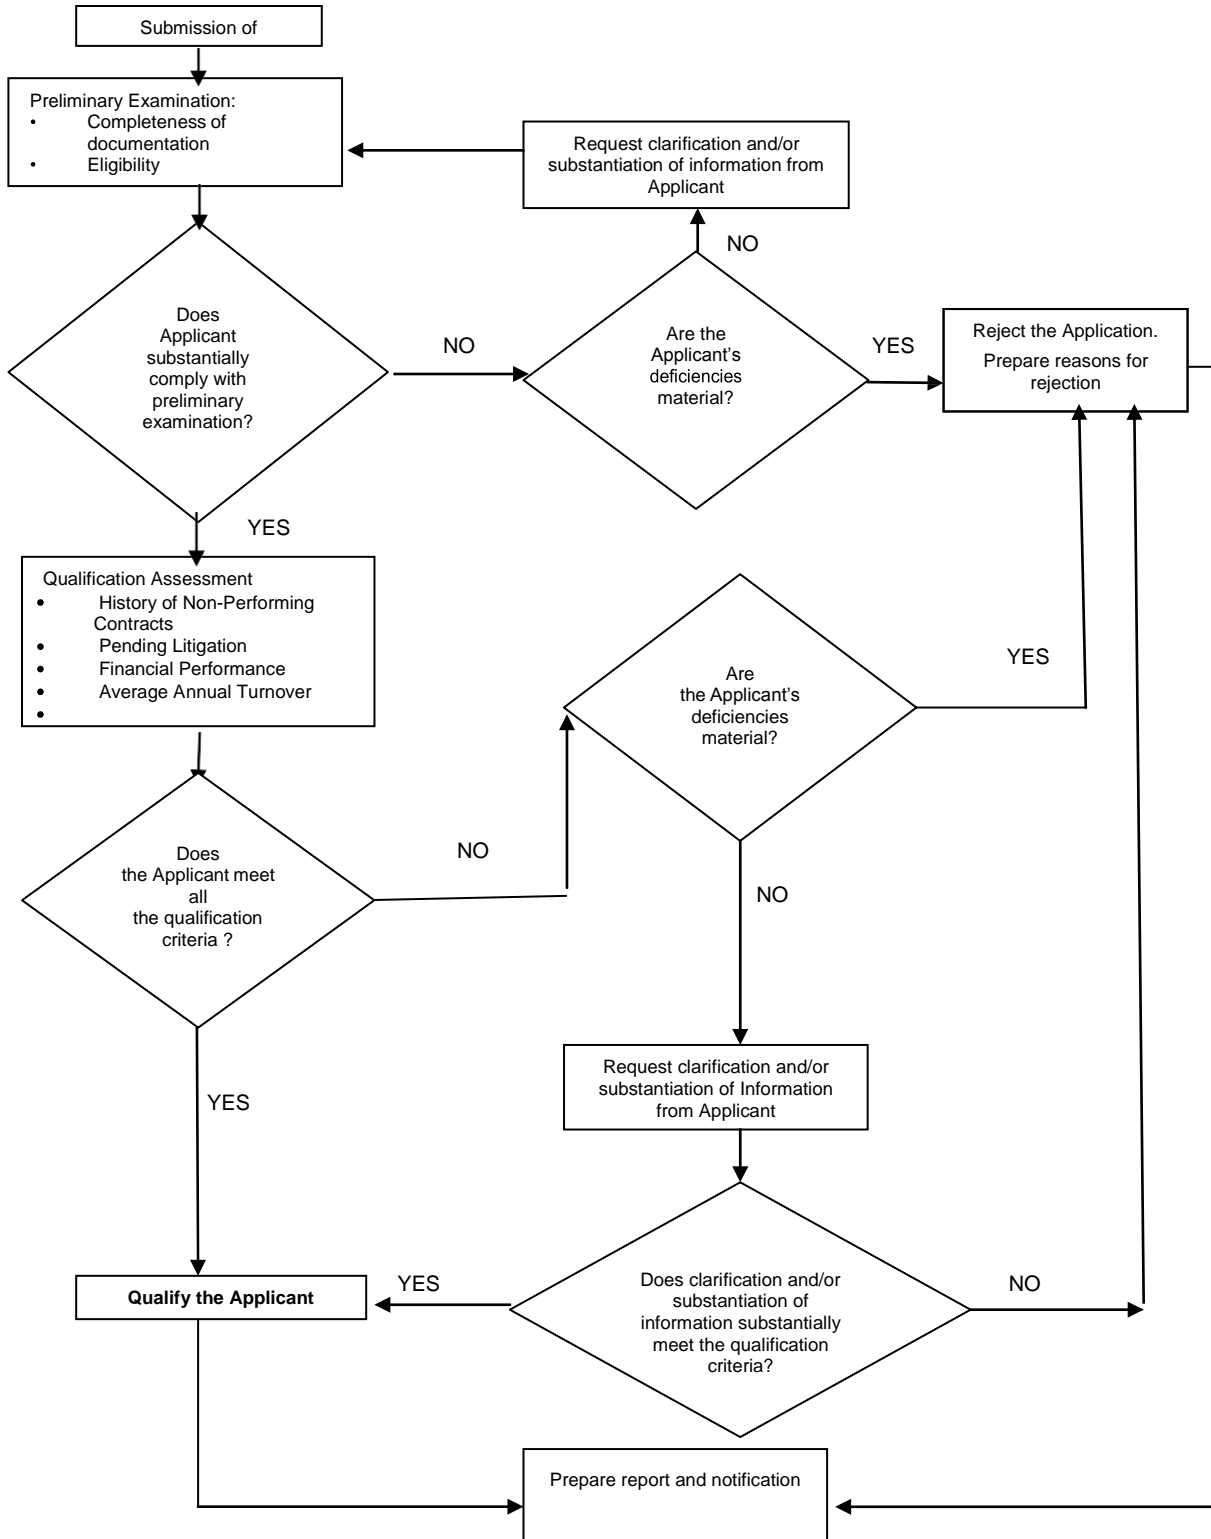 Submission of
Preliminary Examination:
• Completeness of
documentation
• Eligibility
Request clarification and/or
substantiation of information from
Applicant
NO
Does
Applicant
substantially
comply with
preliminary
examination?
NO
Are the
Applicant's
deficiencies
material?
YES
Reject the Application.
Prepare reasons for
rejection
YES
Qualification Assessment
• History of Non-Performing
Contracts
• Pending Litigation
• Financial Performance
• Average Annual Turnover
•
Are
the Applicant's
deficiencies
material?
YES
Does
the Applicant meet
all
the qualification
criteria ?
NO
NO
Request clarification and/or
substantiation of Information
from Applicant
YES
Qualify the Applicant
YES
Does clarification and/or
substantiation of
information substantially
meet the qualification
criteria?
NO
Prepare report and notification